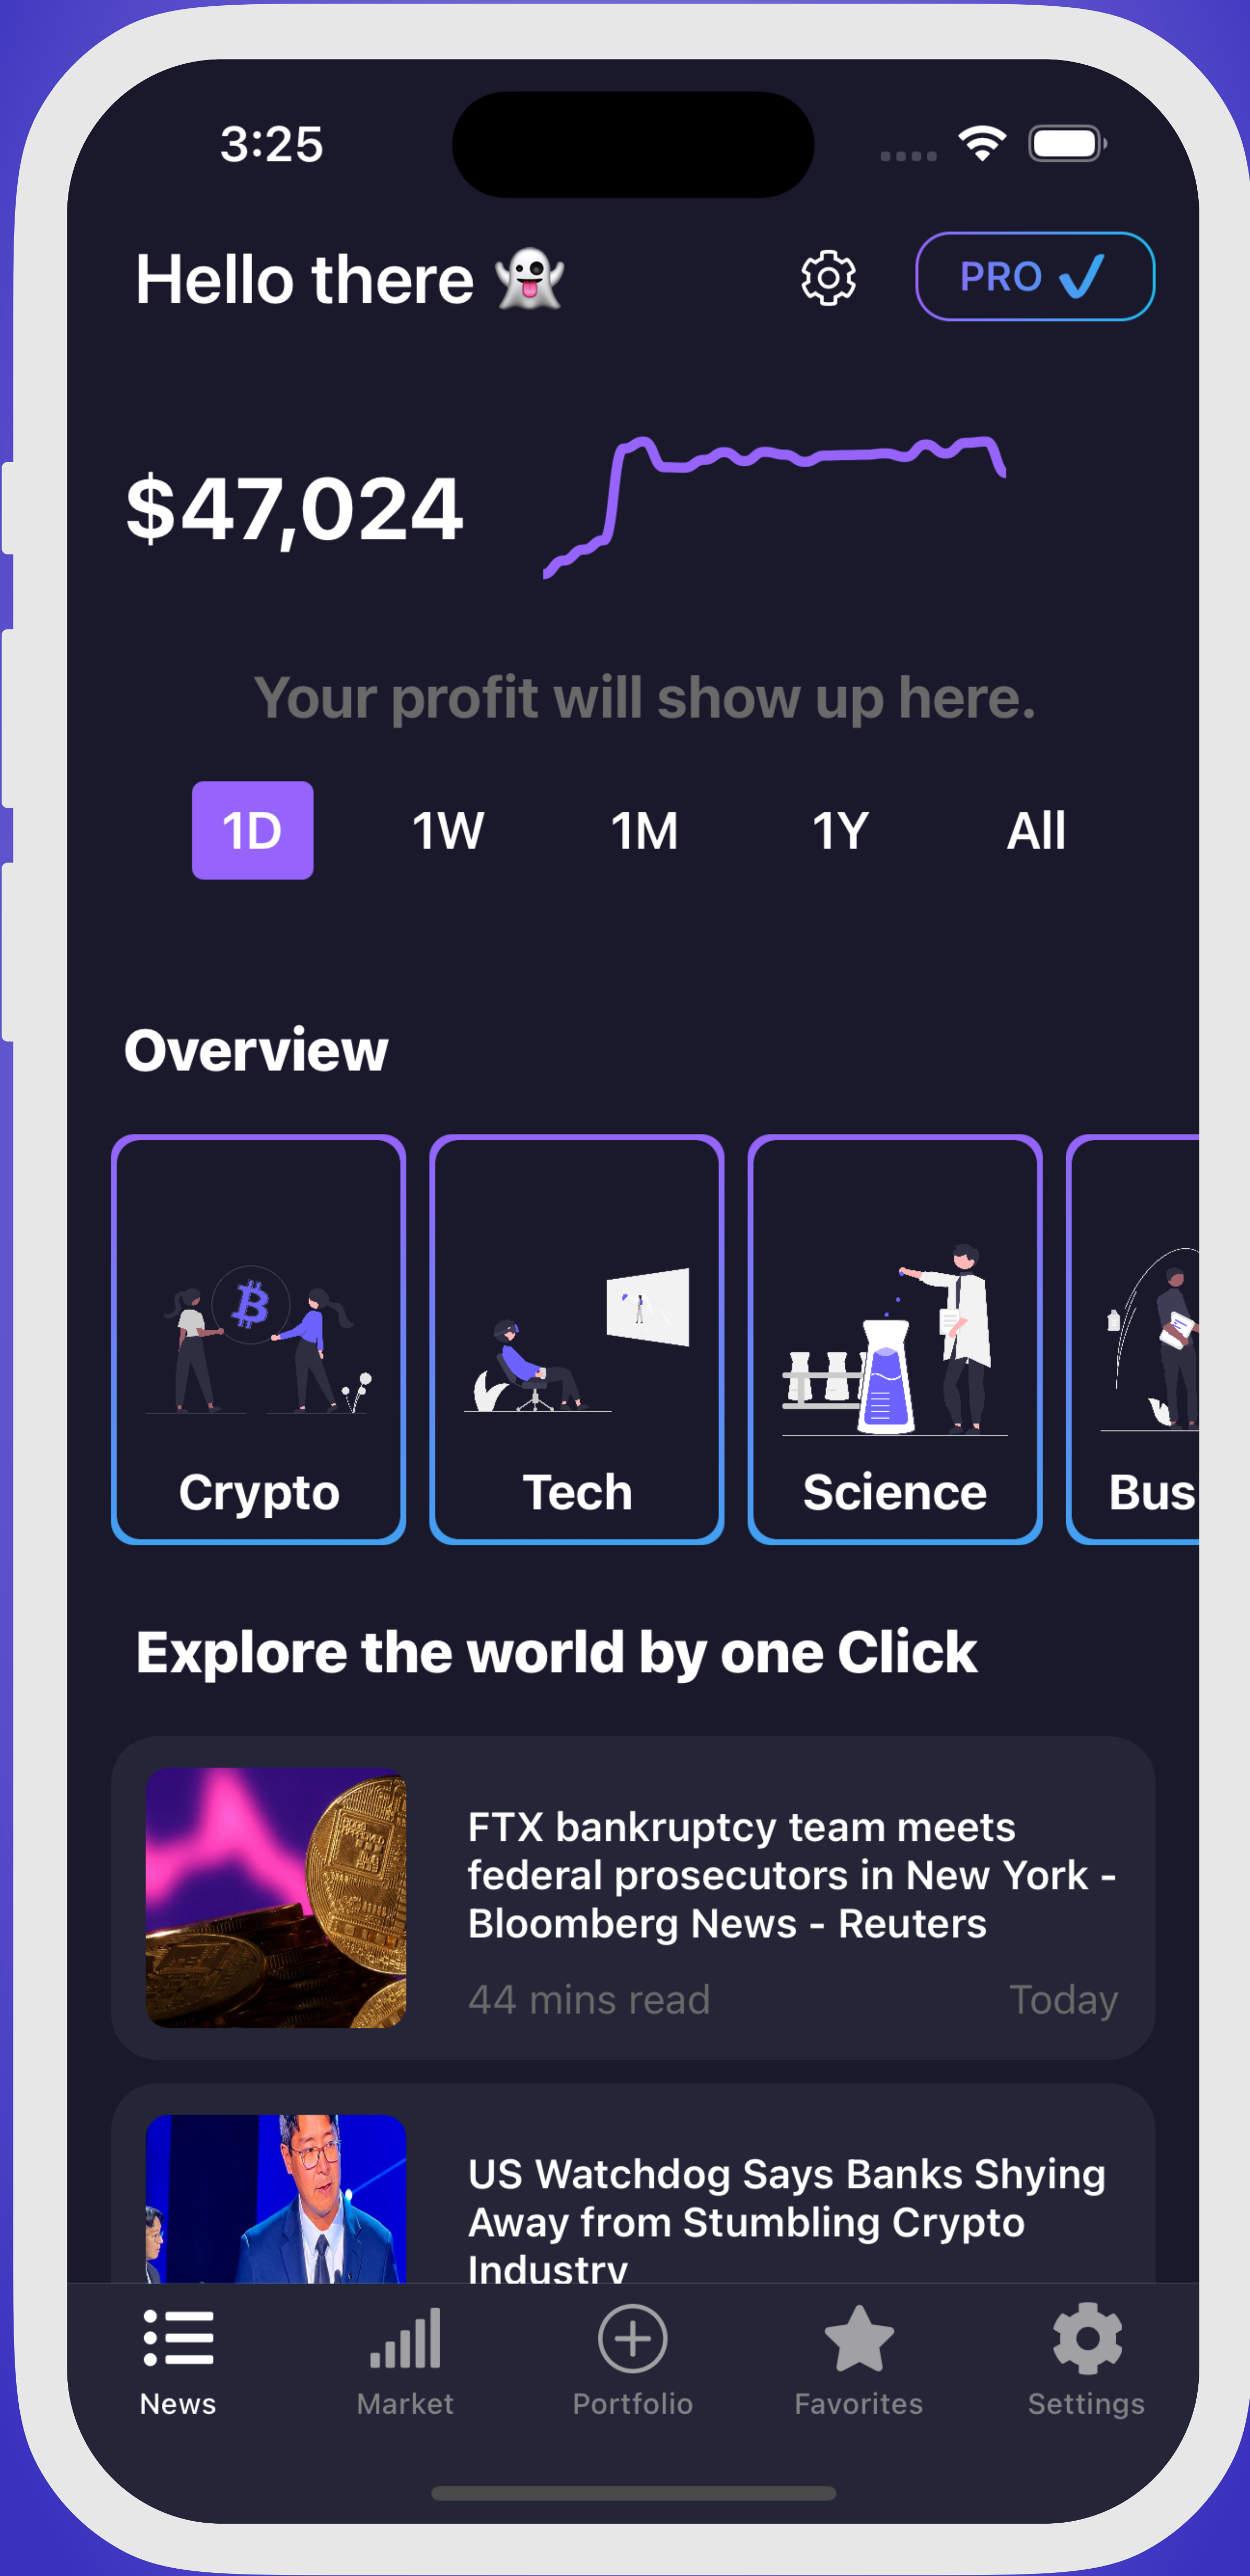 3:25
Hello there 👻
PRO ✓
$47,024
Your profit will show up here.
1D 1W 1M 1Y All
Overview
Crypto Tech Science Bus
Explore the world by one Click
FTX bankruptcy team meets
federal prosecutors in New York -
Bloomberg News - Reuters
44 mins read Today
US Watchdog Says Banks Shying
Away from Stumbling Crypto
Industry
News Market Portfolio Favorites Settings